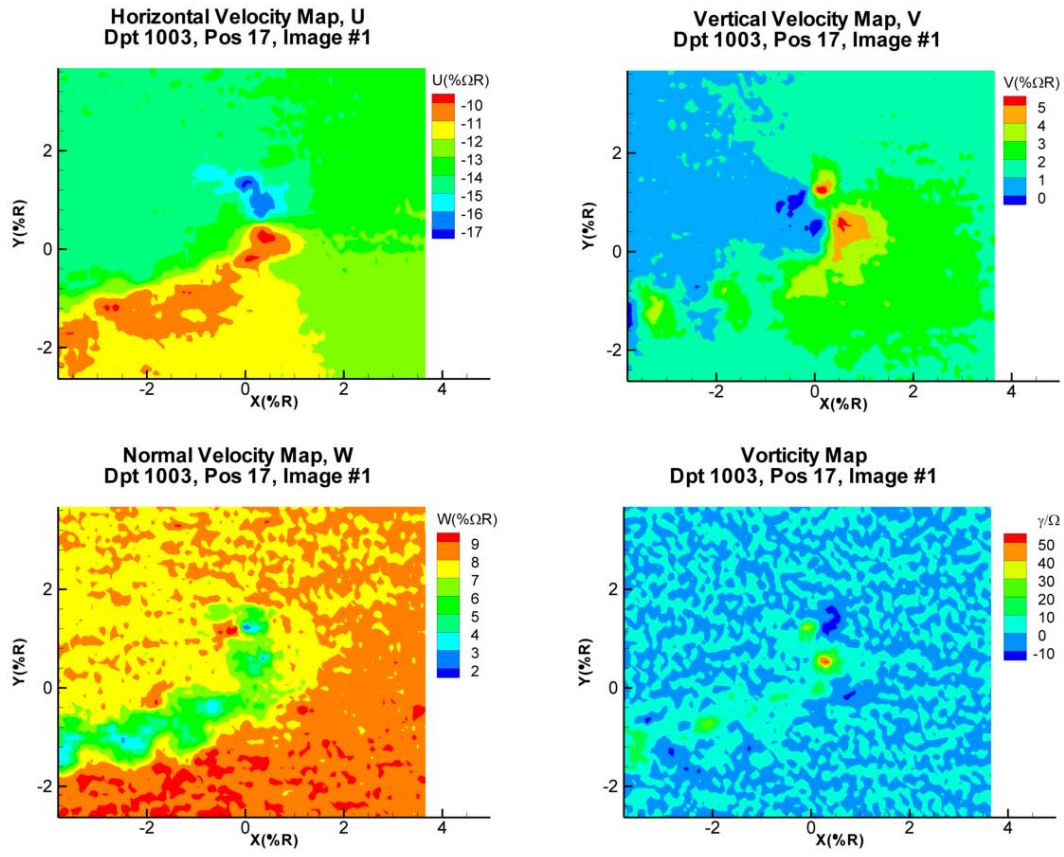 Horizontal Velocity Map, U
Dpt 1003, Pos 17, Image #1
U(%ΩR)
-10
-11
-12
-13
-14
-15
-16
-17
2
0
-2
Y(%R)
-2 0 2 4
X(%R)
Vertical Velocity Map, V
Dpt 1003, Pos 17, Image #1
V(%ΩR)
5
4
3
2
1
0
2
0
-2
Y(%R)
-2 0 2 4
X(%R)
Normal Velocity Map, W
Dpt 1003, Pos 17, Image #1
W(%ΩR)
9
8
7
6
5
4
3
2
2
0
-2
Y(%R)
-2 0 2 4
X(%R)
Vorticity Map
Dpt 1003, Pos 17, Image #1
γ/Ω
50
40
30
20
10
0
-10
2
0
-2
Y(%R)
-2 0 2 4
X(%R)